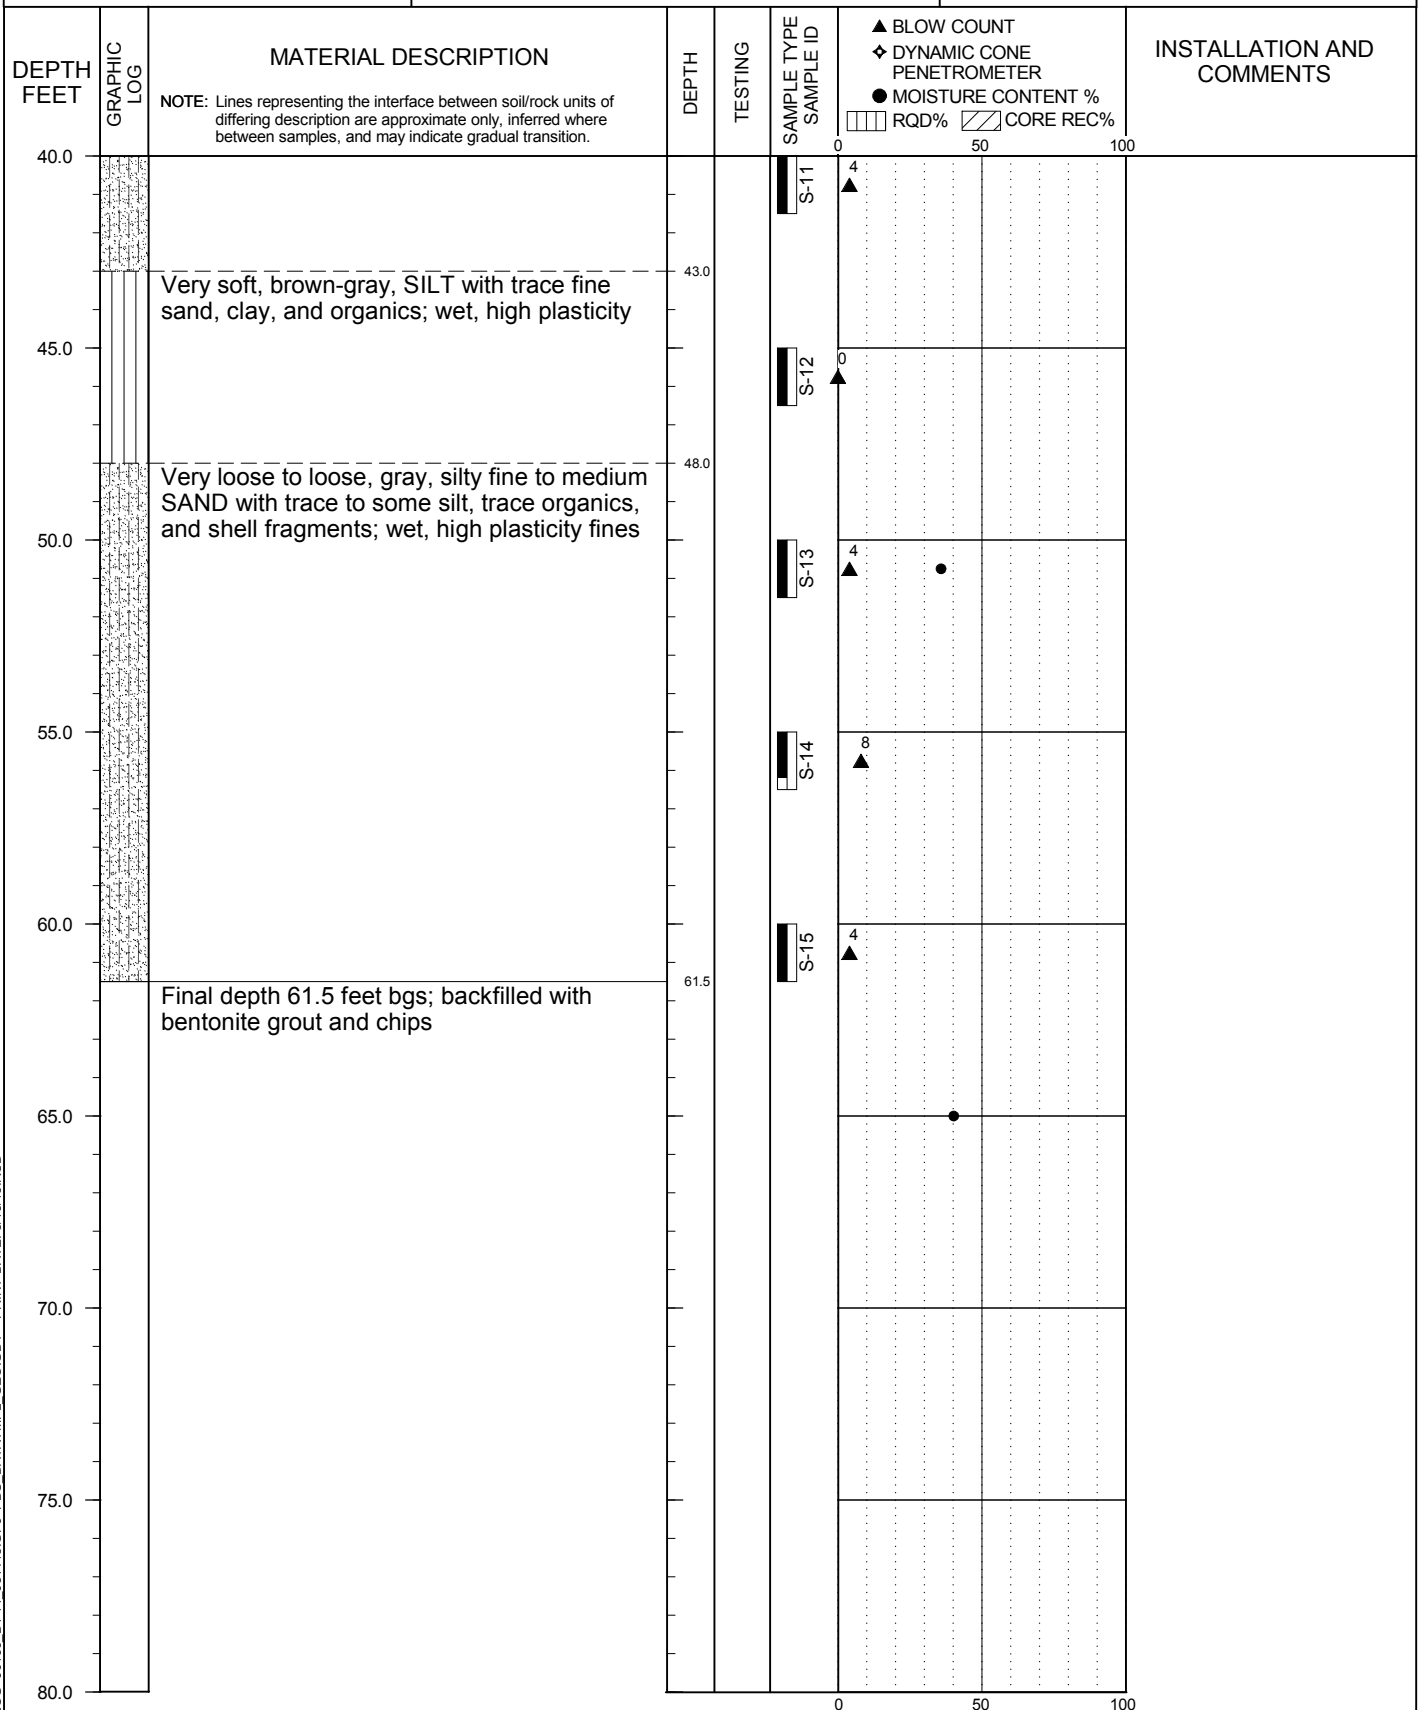 DEPTH
FEET
GRAPHIC
LOG
MATERIAL DESCRIPTION
NOTE: Lines representing the interface between soil/rock units of
differing description are approximate only, inferred where
between samples, and may indicate gradual transition.
DEPTH
TESTING
SAMPLE TYPE
SAMPLE ID
▲ BLOW COUNT
DYNAMIC CONE
PENETROMETER
● MOISTURE CONTENT %
RQD% CORE REC%
0 50 100
INSTALLATION AND
COMMENTS
40.0
S-11
4
43.0
Very soft, brown-gray, SILT with trace fine
sand, clay, and organics; wet, high plasticity
45.0
S-12
0
48.0
Very loose to loose, gray, silty fine to medium
SAND with trace to some silt, trace organics,
and shell fragments; wet, high plasticity fines
50.0
S-13
4
55.0
S-14
8
60.0
S-15
4
61.5
Final depth 61.5 feet bgs; backfilled with
bentonite grout and chips
65.0
70.0
75.0
80.0
0 50 100